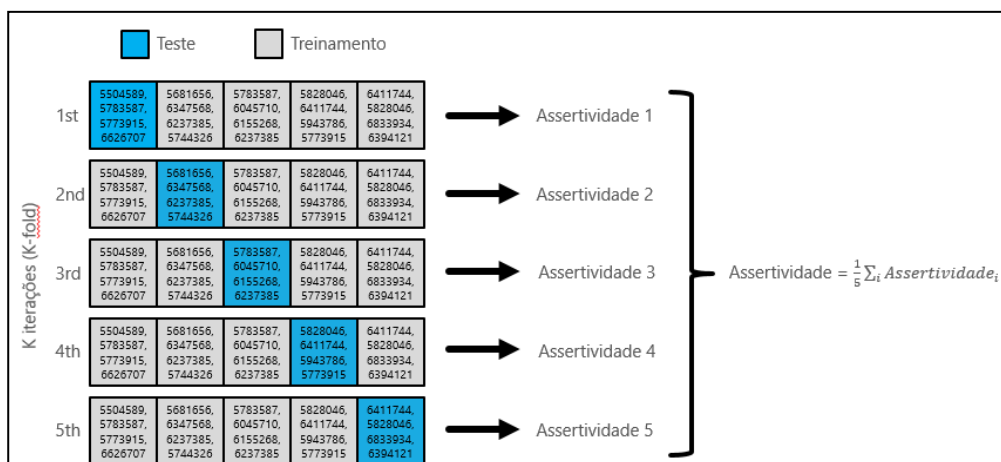 Teste Treinamento
K iterações (K-fold)
1st
5504589, 5681656, 5783587, 5828046, 6411744,
5783587, 6347568, 6045710, 6411744, 5828046,
5773915, 6237385, 6155268, 5943786, 6833934,
6626707 5744326 6237385 5773915 6394121
Assertividade 1
2nd
5504589, 5681656, 5783587, 5828046, 6411744,
5783587, 6347568, 6045710, 6411744, 5828046,
5773915, 6237385, 6155268, 5943786, 6833934,
6626707 5744326 6237385 5773915 6394121
Assertividade 2
3rd
5504589, 5681656, 5783587, 5828046, 6411744,
5783587, 6347568, 6045710, 6411744, 5828046,
5773915, 6237385, 6155268, 5943786, 6833934,
6626707 5744326 6237385 5773915 6394121
Assertividade 3
4th
5504589, 5681656, 5783587, 5828046, 6411744,
5783587, 6347568, 6045710, 6411744, 5828046,
5773915, 6237385, 6155268, 5943786, 6833934,
6626707 5744326 6237385 5773915 6394121
Assertividade 4
5th
5504589, 5681656, 5783587, 5828046, 6411744,
5783587, 6347568, 6045710, 6411744, 5828046,
5773915, 6237385, 6155268, 5943786, 6833934,
6626707 5744326 6237385 5773915 6394121
Assertividade 5
Assertividade = 1/5 ∑i Assertividadei